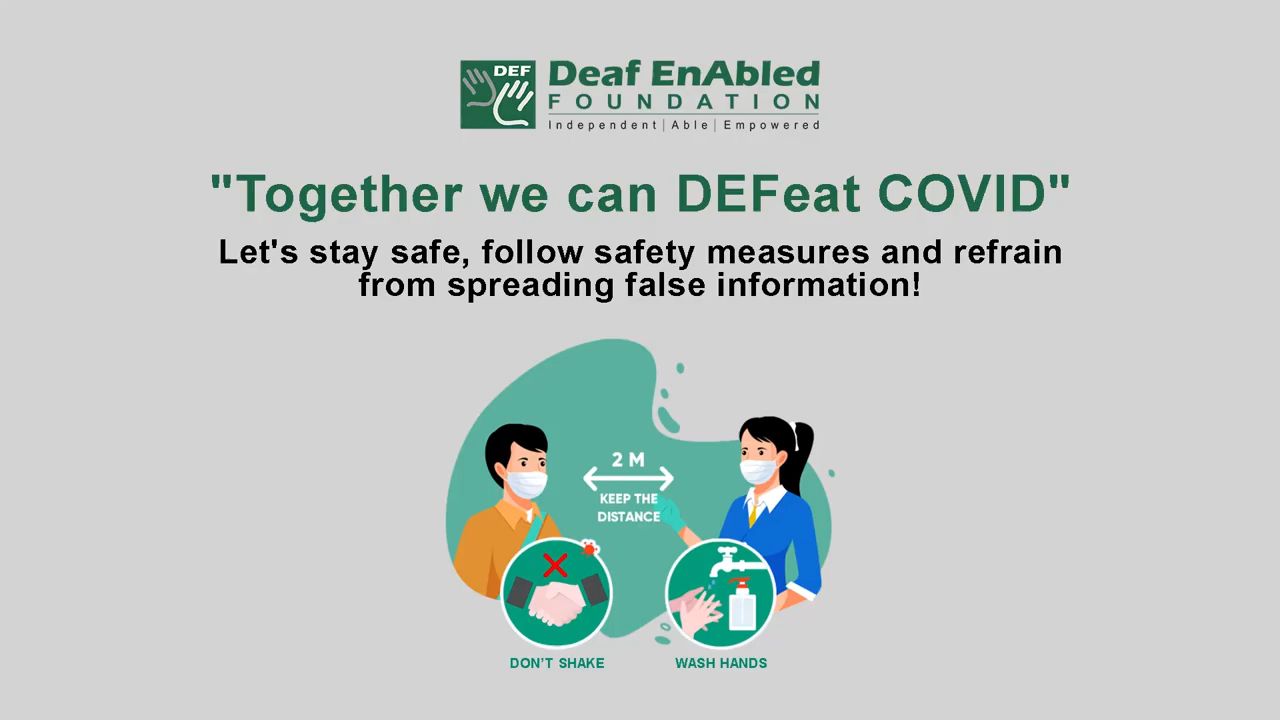 DEF
Deaf EnAbled
FOUNDATION
Independent | Able | Empowered
"Together we can DEFeat COVID"
Let's stay safe, follow safety measures and refrain
from spreading false information!
2 M
KEEP THE
DISTANCE
DON'T SHAKE
WASH HANDS